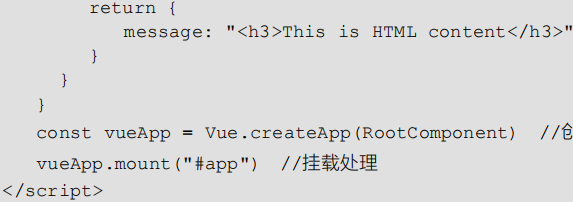 return {
message: "<h3>This is HTML content</h3>"
}
}
}
const vueApp = Vue.createApp(RootComponent) //
vueApp.mount("#app") //挂载处理
</script>